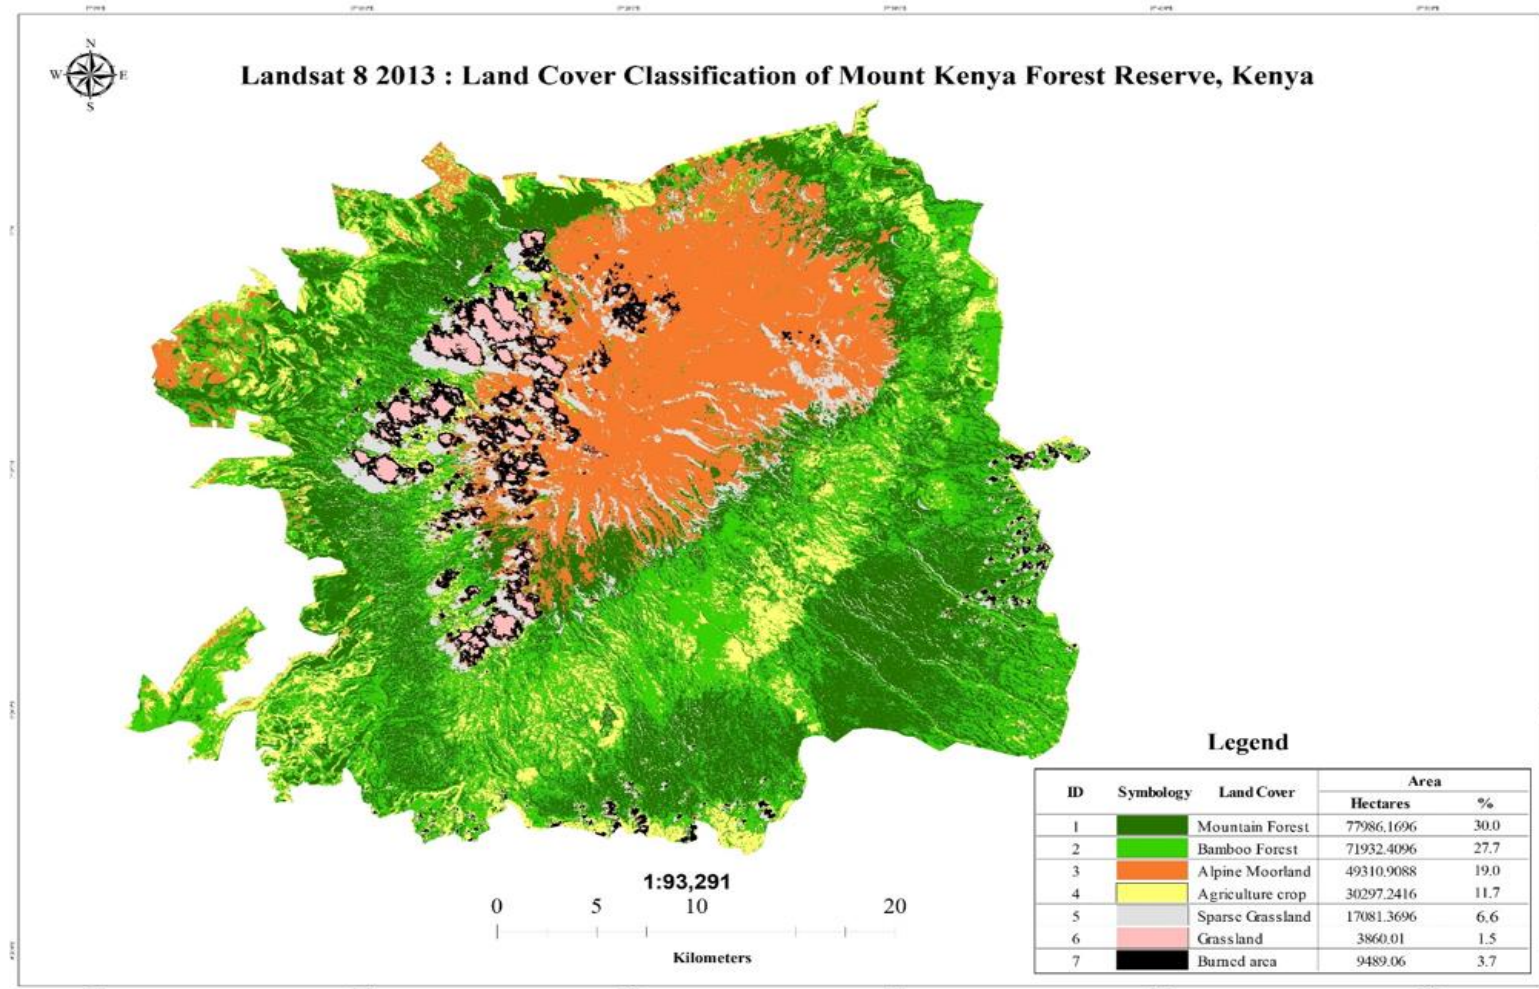 N
W E
S
Landsat 8 2013 : Land Cover Classification of Mount Kenya Forest Reserve, Kenya
Legend
ID Symbology Land Cover Area
Hectares %
1 Mountain Forest 77986.1696 30.0
2 Bamboo Forest 71932.4096 27.7
3 Alpine Moorland 49310.9088 19.0
4 Agriculture crop 30297.2416 11.7
5 Sparse Grassland 17081.3696 6.6
6 Grassland 3860.01 1.5
7 Burned area 9489.06 3.7
1:93,291
0 5 10 20
Kilometers